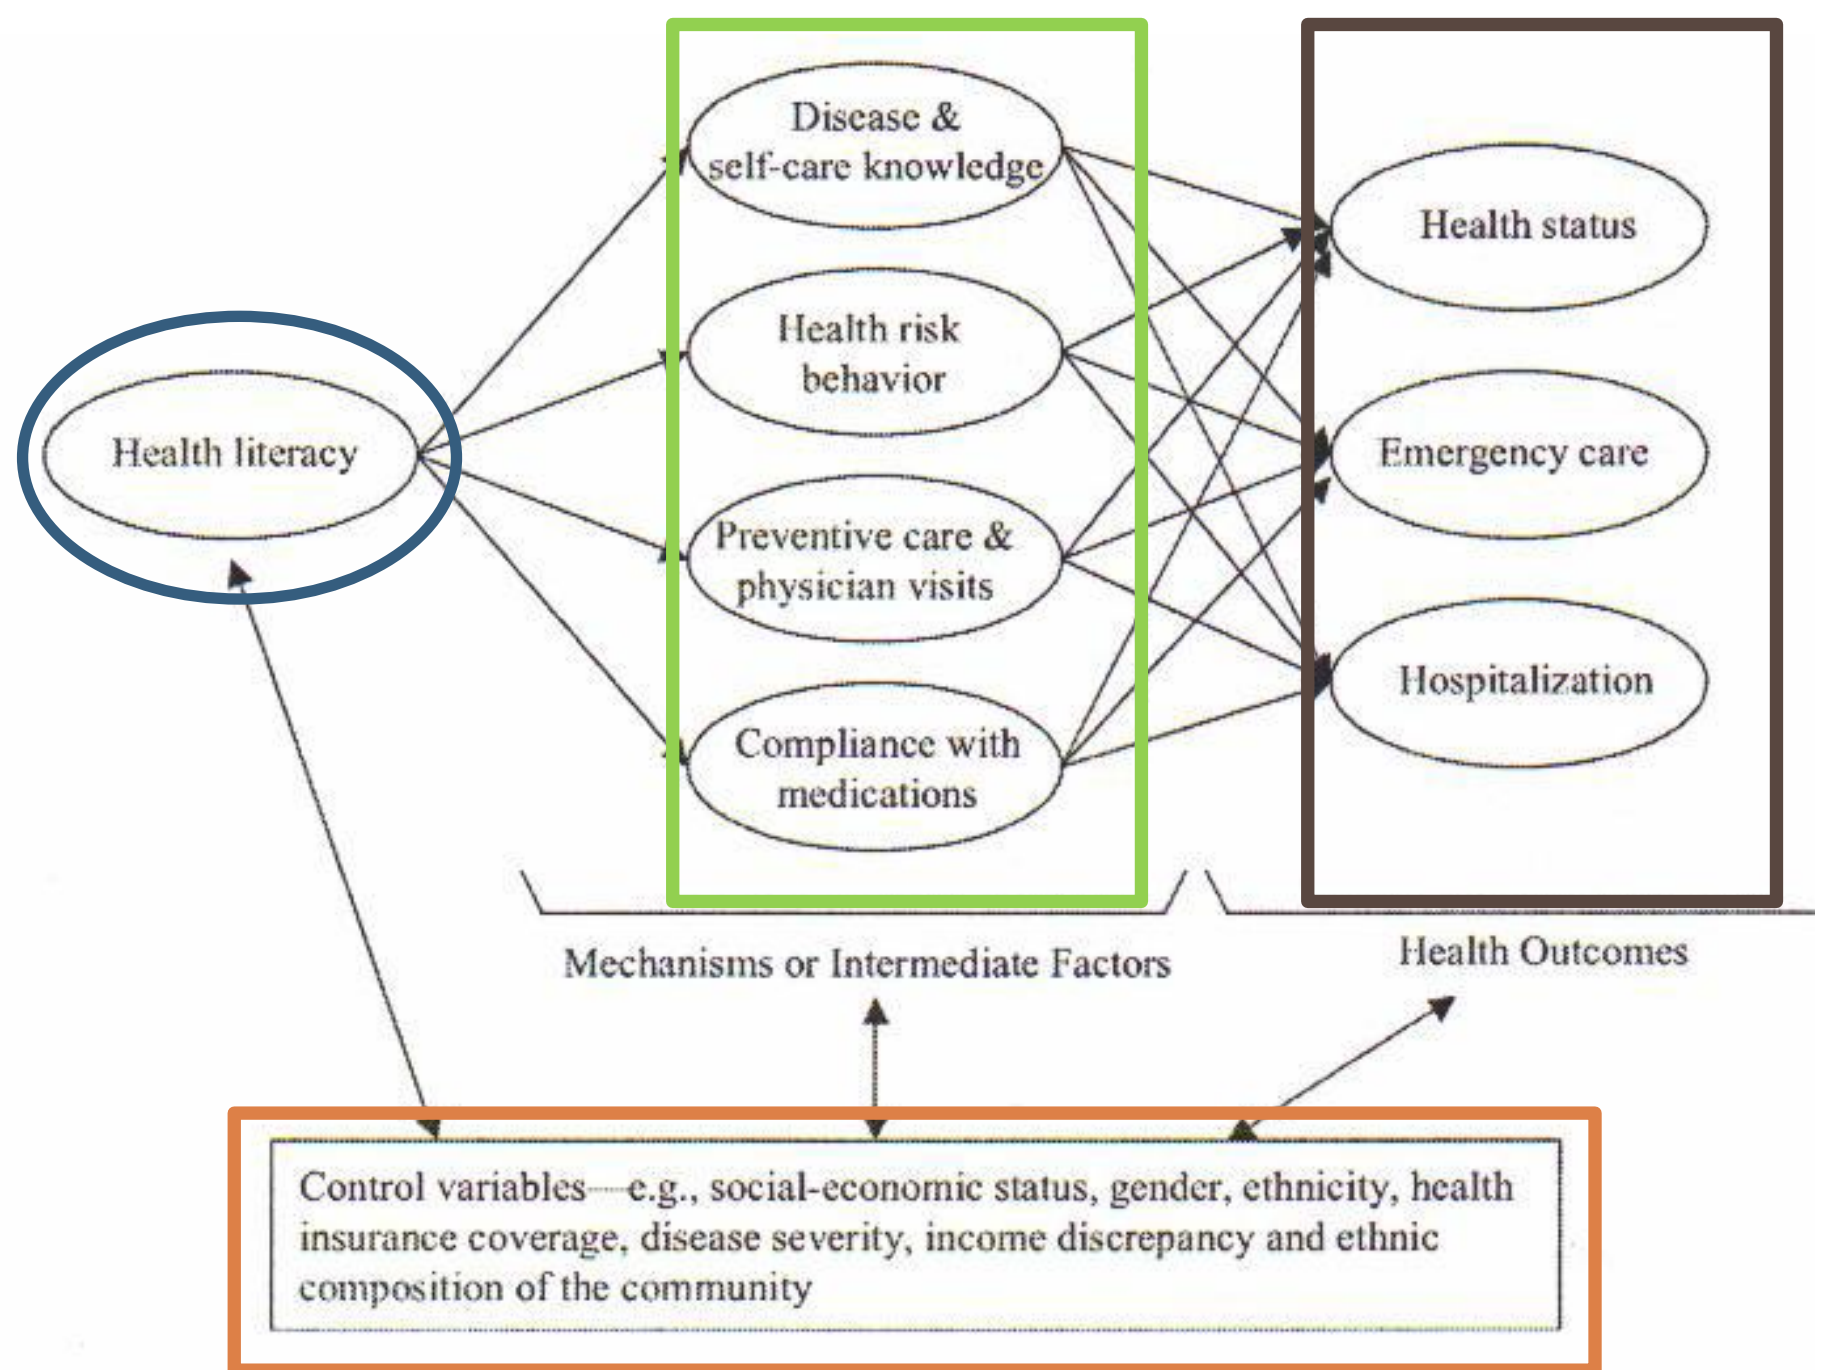 Disease &
self-care knowledge
Health risk
behavior
Health literacy
Preventive care &
physician visits
Compliance with
medications
Health status
Emergency care
Hospitalization
Mechanisms or Intermediate Factors
Health Outcomes
Control variables—e.g., social-economic status, gender, ethnicity, health
insurance coverage, disease severity, income discrepancy and ethnic
composition of the community